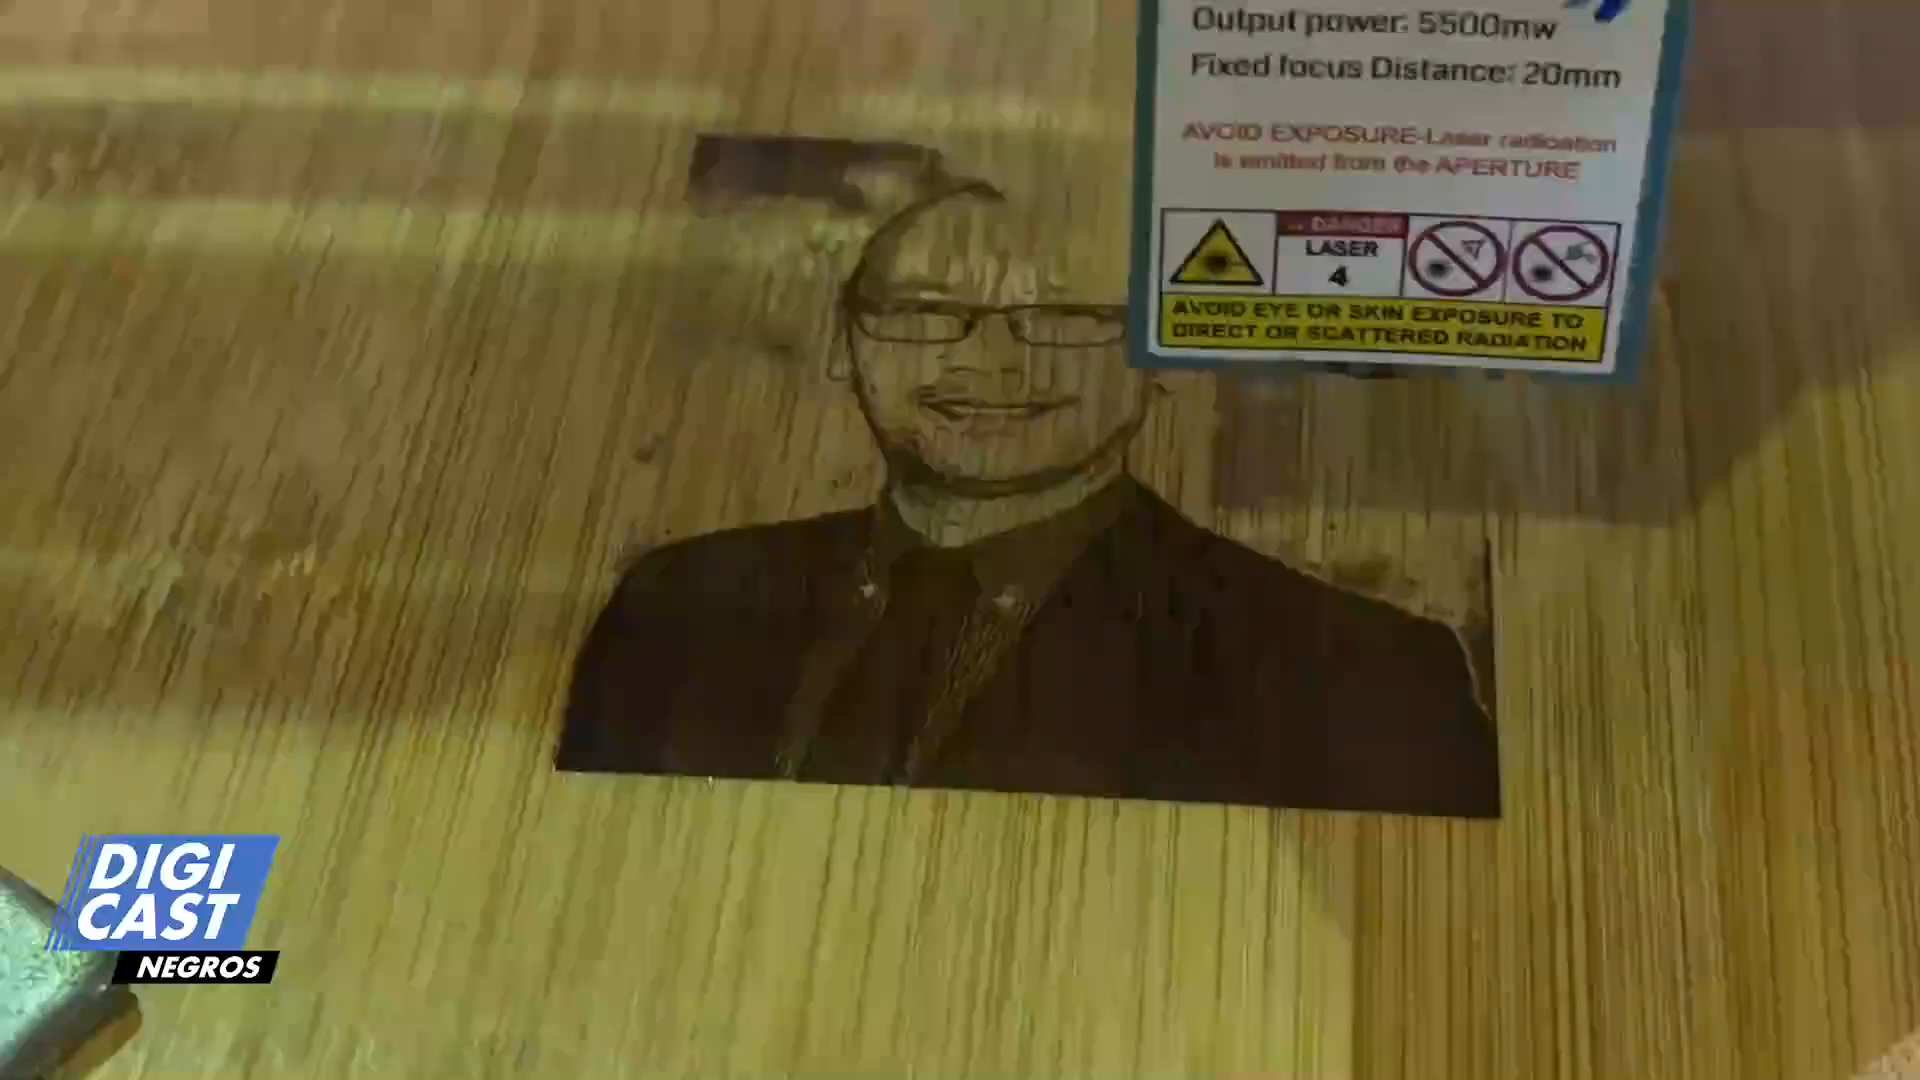 Output power: 5500mw
Fixed focus Distance: 20mm
AVOID EXPOSURE-Laser radiation
is emitted from the APERTURE
DANGER
LASER
4
AVOID EYE OR SKIN EXPOSURE TO
DIRECT OR SCATTERED RADIATION
DIGI
CAST
NEGROS